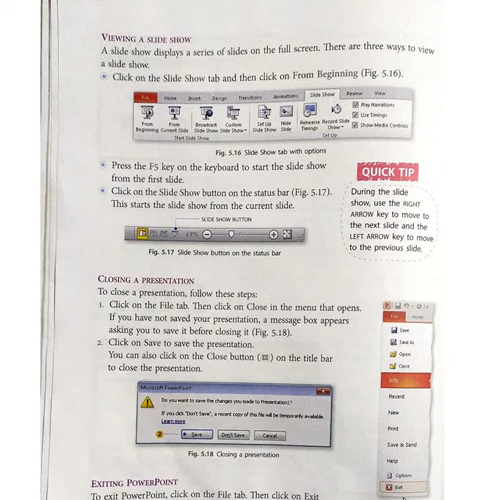 VIEWING A SLIDE SHOW
A slide show displays a series of slides on the full screen. There are three ways to view
a slide show.
Click on the Slide Show tab and then click on From Beginning (Fig. 5.16).
File Home Insert Design Transitions Animations Slide Show Review View
From Beginning
From Current Slide
Broadcast Slide Show
Custom Slide Show
Set Up Slide Show
Hide Slide
Rehearse Timings
Record Slide Show
Play Narrations
Use Timings
Show Media Controls
Start Slide Show
Set Up
Fig. 5.16 Slide Show tab with options
Press the F5 key on the keyboard to start the slide show
from the first slide.
Click on the Slide Show button on the status bar (Fig. 5.17).
This starts the slide show from the current slide.
SLIDE SHOW BUTTON
69%
Fig. 5.17 Slide Show button on the status bar
QUICK TIP
During the slide
show, use the RIGHT
ARROW key to move to
the next slide and the
LEFT ARROW key to move
to the previous slide.
CLOSING A PRESENTATION
To close a presentation, follow these steps:
1. Click on the File tab. Then click on Close in the menu that opens.
If you have not saved your presentation, a message box appears
asking you to save it before closing it (Fig. 5.18).
2. Click on Save to save the presentation.
You can also click on the Close button (☒) on the title bar
to close the presentation.
Microsoft PowerPoint
Do you want to save the changes you made to Presentation1?
If you click "Don't Save", a recent copy of this file will be temporarily available.
Learn more
2
Save
Don't Save
Cancel
Fig. 5.18 Closing a presentation
File Home
Save
Save As
Open
Close
Info
Recent
New
Print
Save & Send
Help
Options
Exit
EXITING POWERPOINT
To exit PowerPoint, click on the File tab. Then click on Exit